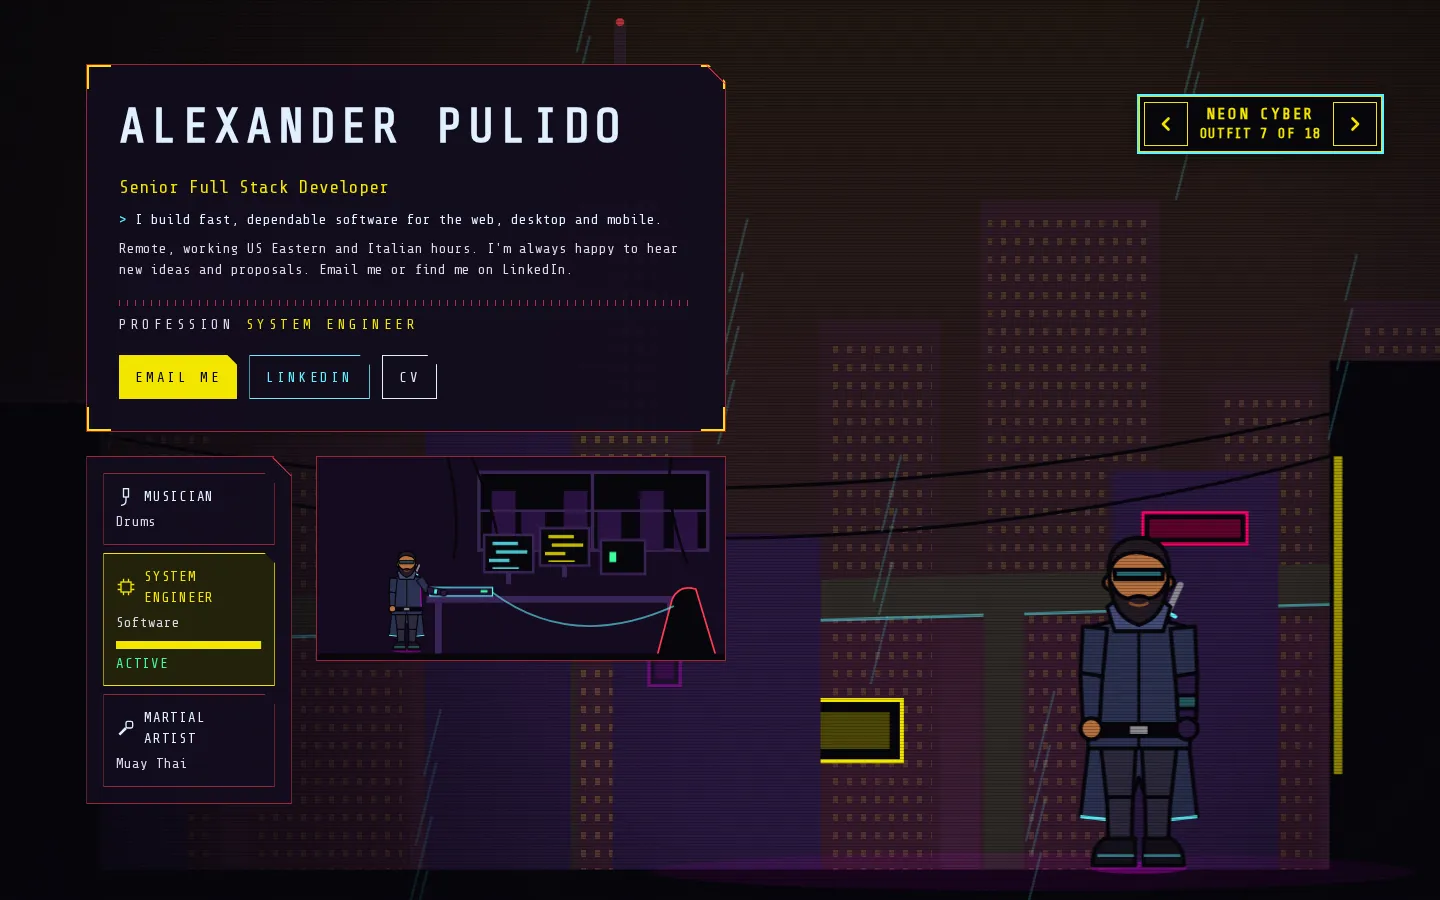 ALEXANDER PULIDO
Senior Full Stack Developer
> I build fast, dependable software for the web, desktop and mobile.
Remote, working US Eastern and Italian hours. I'm always happy to hear
new ideas and proposals. Email me or find me on LinkedIn.
PROFESSION SYSTEM ENGINEER
EMAIL ME
LINKEDIN
CV
NEON CYBER
OUTFIT 7 OF 18
MUSICIAN
Drums
SYSTEM
ENGINEER
Software
ACTIVE
MARTIAL
ARTIST
Muay Thai